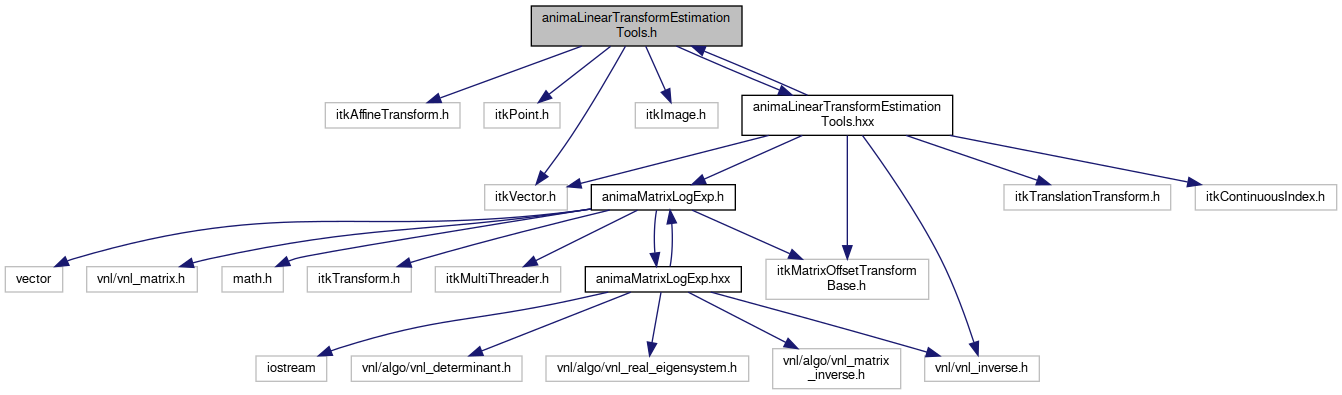 animaLinearTransformEstimation
Tools.h
itkAffineTransform.h
itkPoint.h
itkImage.h
animaLinearTransformEstimation
Tools.hxx
itkVector.h
animaMatrixLogExp.h
itkTranslationTransform.h
itkContinuousIndex.h
vector
vnl/vnl_matrix.h
math.h
itkTransform.h
itkMultiThreader.h
animaMatrixLogExp.hxx
itkMatrixOffsetTransform
Base.h
iostream
vnl/algo/vnl_determinant.h
vnl/algo/vnl_real_eigensystem.h
vnl/algo/vnl_matrix
_inverse.h
vnl/vnl_inverse.h